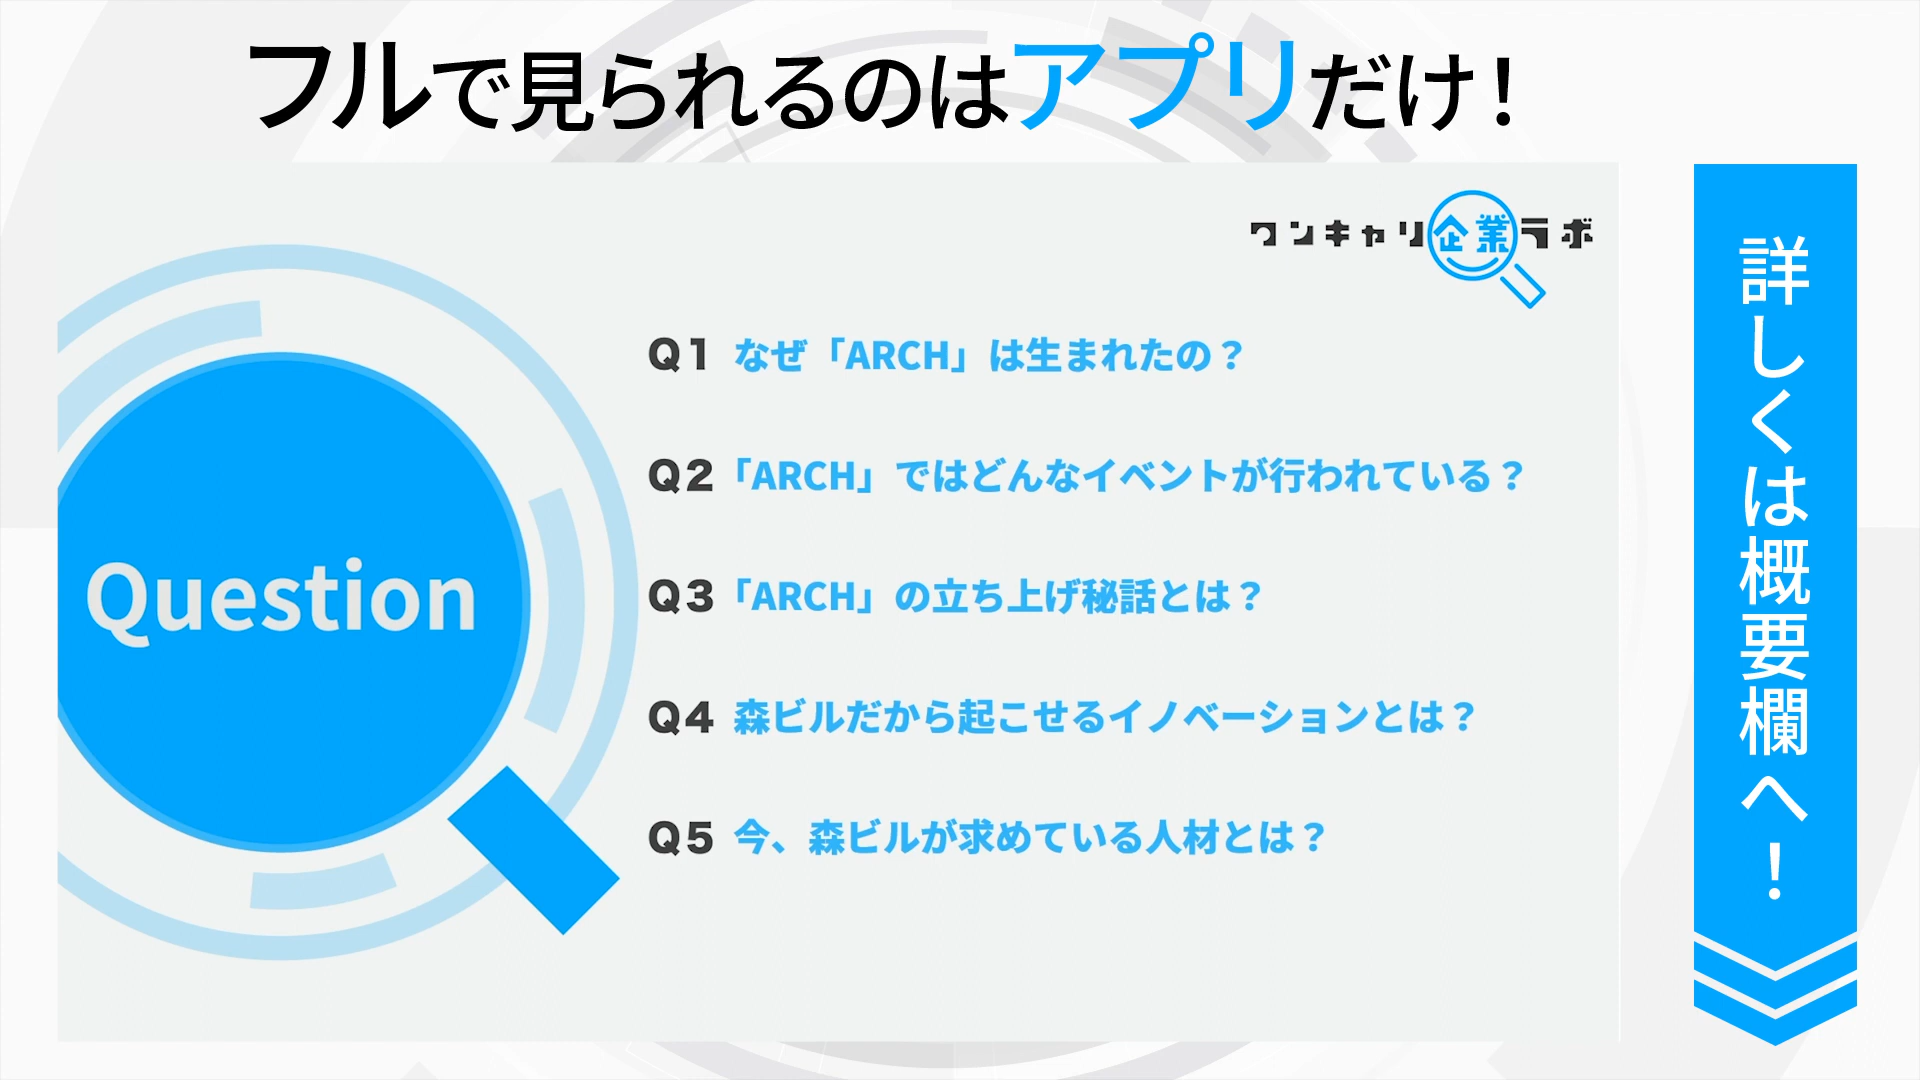 フルで見られるのはアプリだけ!
ワンキャリ企業ラボ
Question
Q1 なぜ「ARCH」は生まれたの？
Q2 「ARCH」ではどんなイベントが行われている？
Q3 「ARCH」の立ち上げ秘話とは？
Q4 森ビルだから起こせるイノベーションとは？
Q5 今、森ビルが求めている人材とは？
詳しくは概要欄へ！